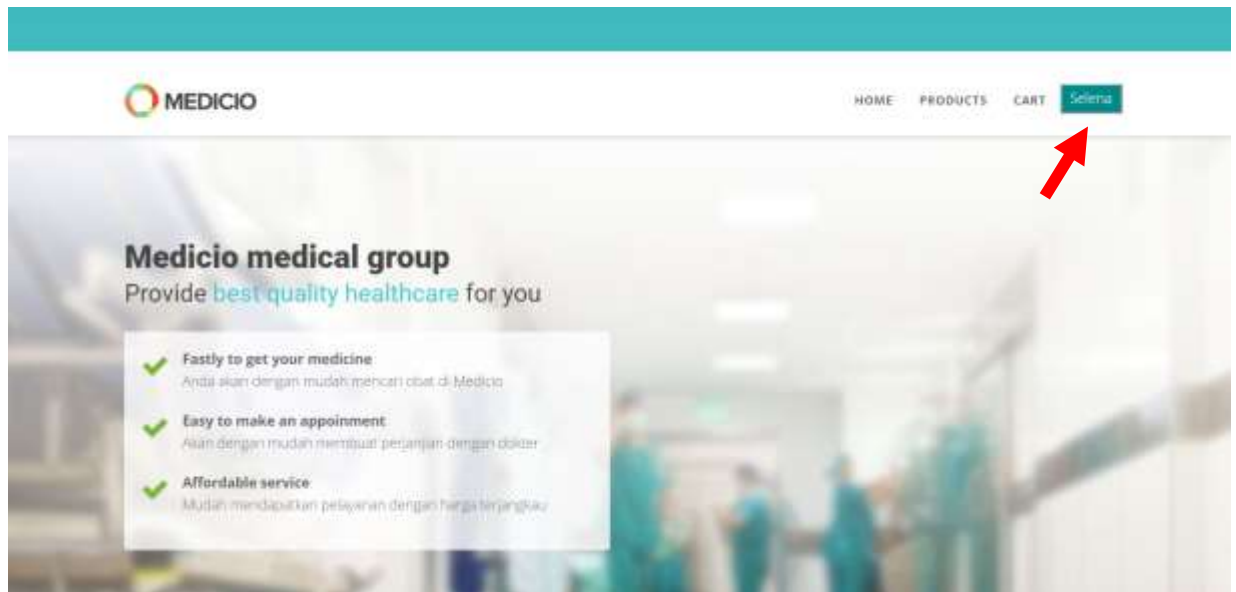 MEDICIO
HOME PRODUCTS CART Selena
Medicio medical group
Provide best quality healthcare for you
Fastly to get your medicine
Anda akan dengan mudah mencari obat di Medicio
Easy to make an appoinment
Akan dengan mudah membuat perjanjian dengan dokter
Affordable service
Mudah mendapatkan pelayanan dengan harga terjangkau